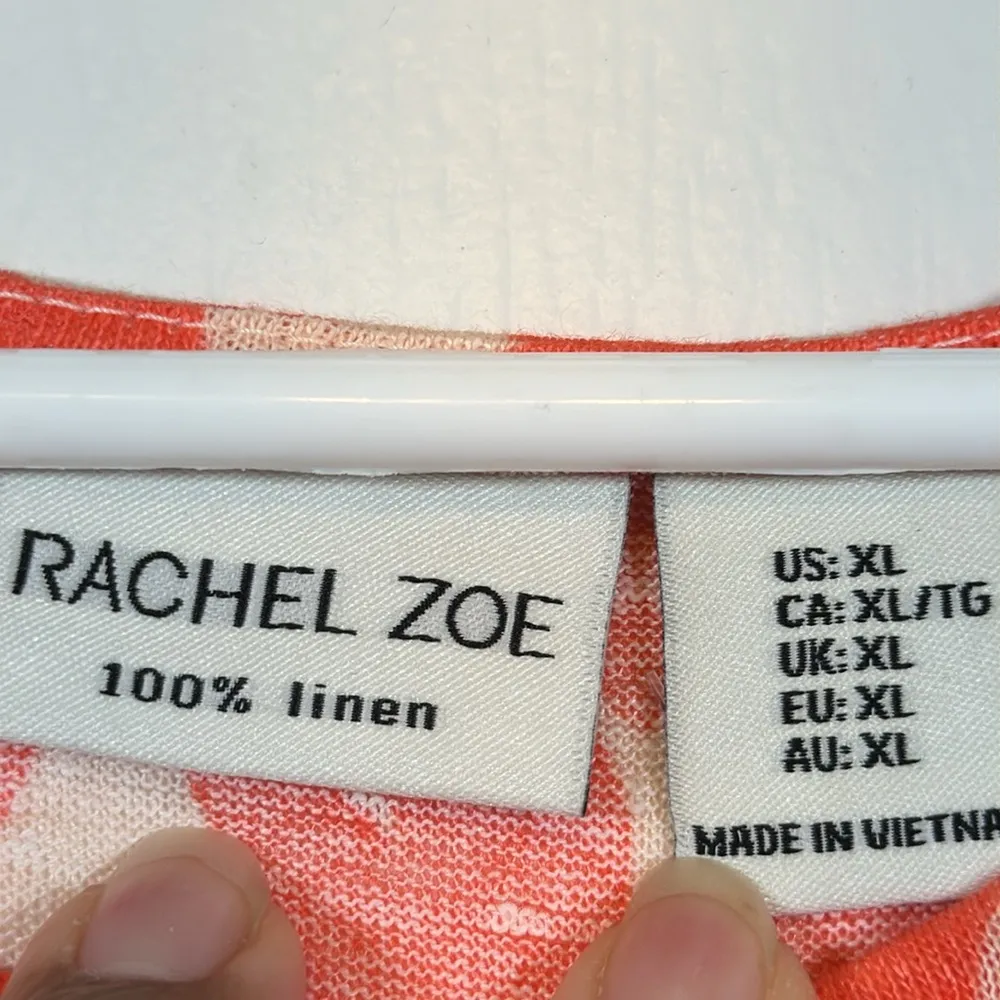 RACHEL ZOE
100% linen
US: XL
CA: XL/TG
UK: XL
EU: XL
AU: XL
MADE IN VIETNA